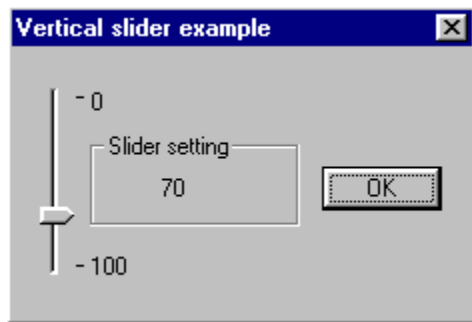 Vertical slider example
- 0
Slider setting
70
OK
- 100